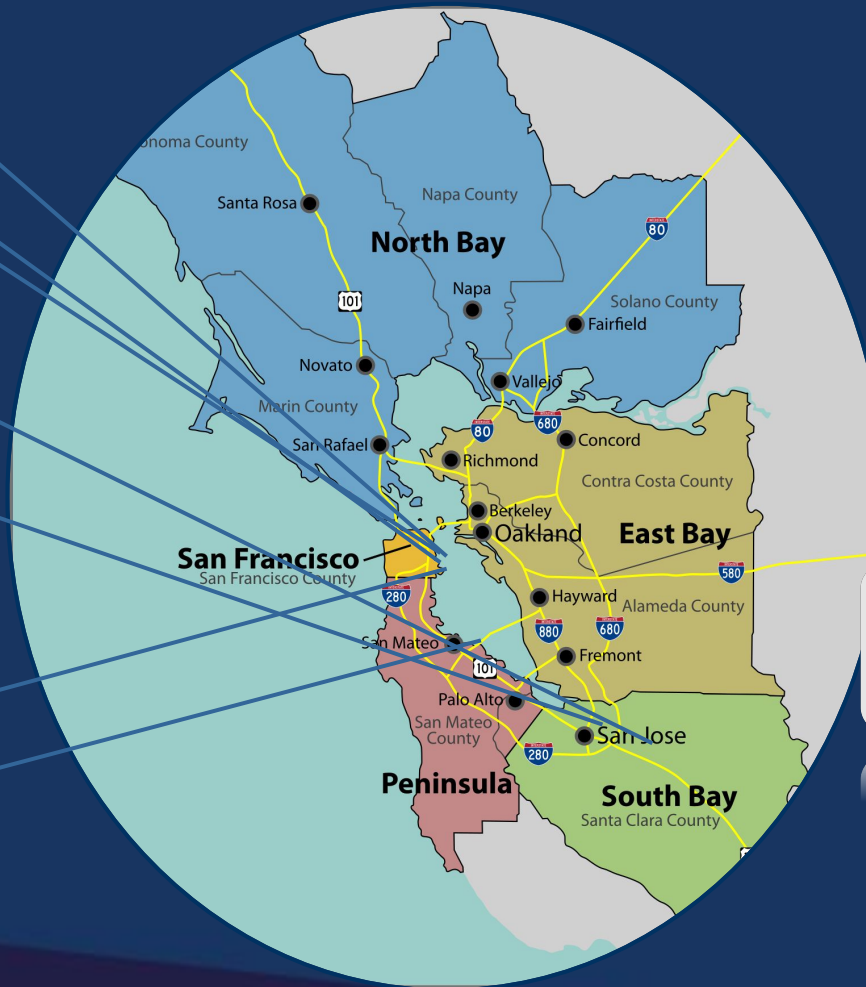 onoma County
Napa County
Santa Rosa
North Bay
80
Napa
101
Solano County
Fairfield
Novato
Vallejo
Marin County
680
80
San Rafael
Concord
Richmond
Contra Costa County
Berkeley
Oakland
East Bay
San Francisco
San Francisco County
580
280
Hayward
Alameda County
880
680
San Mateo
Fremont
101
Palo Alto
San Mateo
County
San Jose
280
Peninsula
South Bay
Santa Clara County